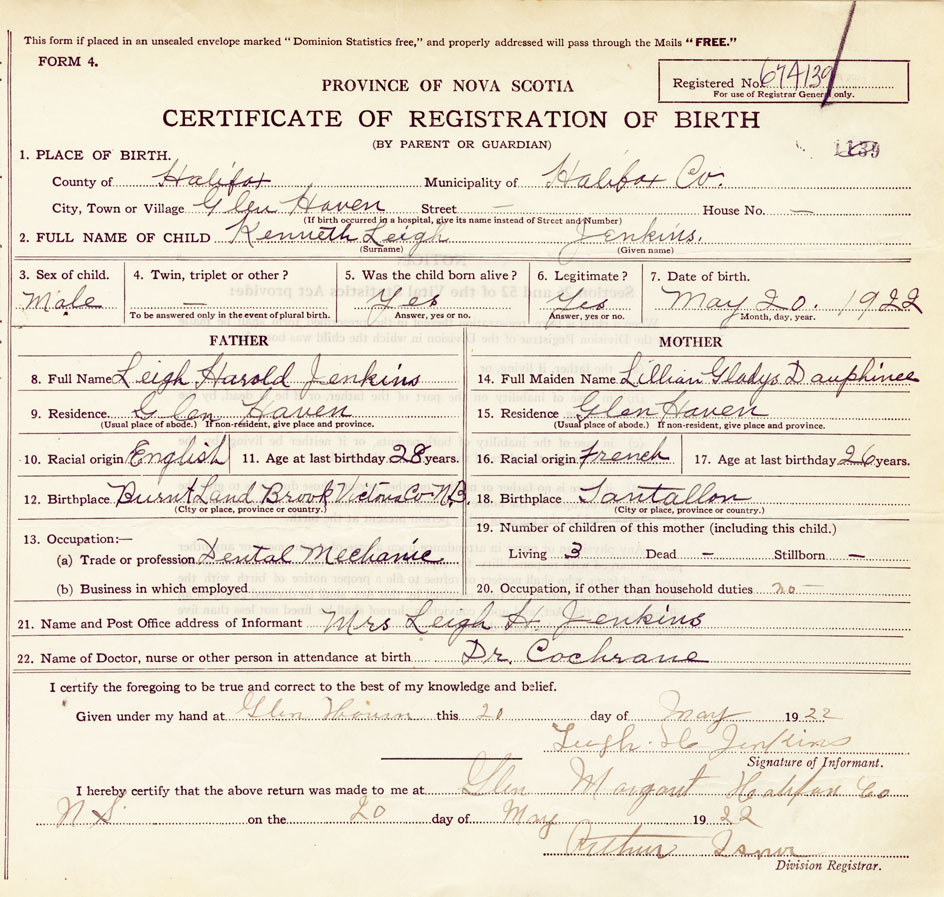 This form if placed in an unsealed envelope marked "Dominion Statistics free," and properly addressed will pass through the Mails "FREE."
FORM 4.
Registered No. 674139
For use of Registrar General only.
PROVINCE OF NOVA SCOTIA
CERTIFICATE OF REGISTRATION OF BIRTH
(BY PARENT OR GUARDIAN)
1139
1. PLACE OF BIRTH.
County of Halifax Municipality of Halifax Co.
City, Town or Village Glen Haven Street — House No. —
(If birth occurred in a hospital, give its name instead of Street and Number)
2. FULL NAME OF CHILD Kenneth Leigh Jenkins.
(Surname) (Given name)
3. Sex of child. 4. Twin, triplet or other? 5. Was the child born alive? 6. Legitimate? 7. Date of birth.
Male — Yes Yes May 20. 1922
To be answered only in the event of plural birth. Answer, yes or no. Answer, yes or no. Month, day, year.
FATHER
8. Full Name Leigh Harold Jenkins
9. Residence Glen Haven
(Usual place of abode.) If non-resident, give place and province.
10. Racial origin English 11. Age at last birthday 28 years.
12. Birthplace Burnt Land Brook Victoria Co. N.B.
(City or place, province or country.)
13. Occupation:—
(a) Trade or profession Dental Mechanic.
(b) Business in which employed
MOTHER
14. Full Maiden Name Lillian Gladys Dauphinee
15. Residence Glen Haven
(Usual place of abode.) If non-resident, give place and province.
16. Racial origin French 17. Age at last birthday 26 years.
18. Birthplace Tantallon
(City or place, province or country.)
19. Number of children of this mother (including this child.)
Living 3 Dead — Stillborn —
20. Occupation, if other than household duties no —
21. Name and Post Office address of Informant Mrs Leigh H. Jenkins
22. Name of Doctor, nurse or other person in attendance at birth Dr. Cochrane
I certify the foregoing to be true and correct to the best of my knowledge and belief.
Given under my hand at Glen Haven this 20 day of May 1922
Leigh H Jenkins
Signature of Informant.
I hereby certify that the above return was made to me at Glen Margaret Halifax Co
N S on the 20 day of May 1922
Arthur Isnor
Division Registrar.